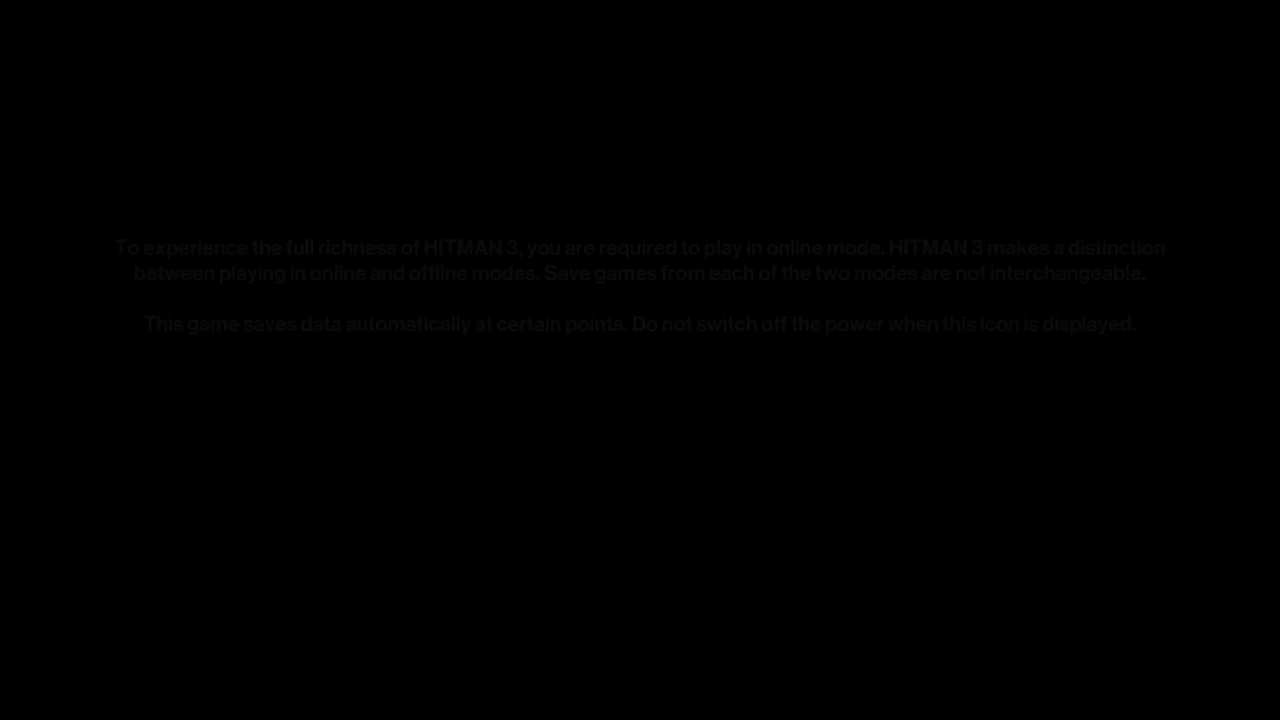 To experience the full richness of HITMAN 3, you are required to play in online mode. HITMAN 3 makes a distinction
between playing in online and offline modes. Save games from each of the two modes are not interchangeable.
This game saves data automatically at certain points. Do not switch off the power when this icon is displayed.